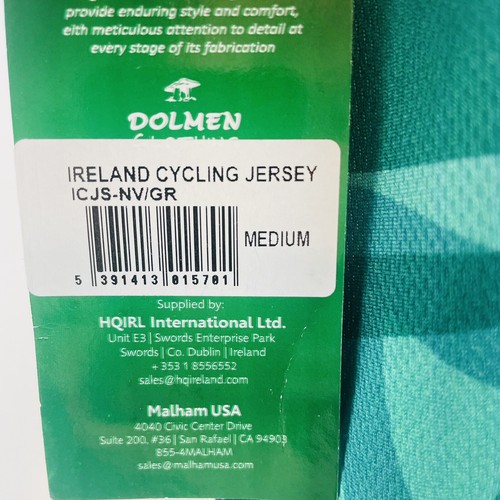 provide enduring style and comfort,
eith meticulous attention to detail at
every stage of its fabrication
DOLMEN
IRELAND CYCLING JERSEY
ICJS-NV/GR
MEDIUM
5 391413 015701
Supplied by:
HQIRL International Ltd.
Unit E3 | Swords Enterprise Park
Swords | Co. Dublin | Ireland
+ 353 1 8556552
sales@hqireland.com
Malham USA
4040 Civic Center Drive
Suite 200, #36 | San Rafael | CA 94903
855-4MALHAM
sales@malhamusa.com